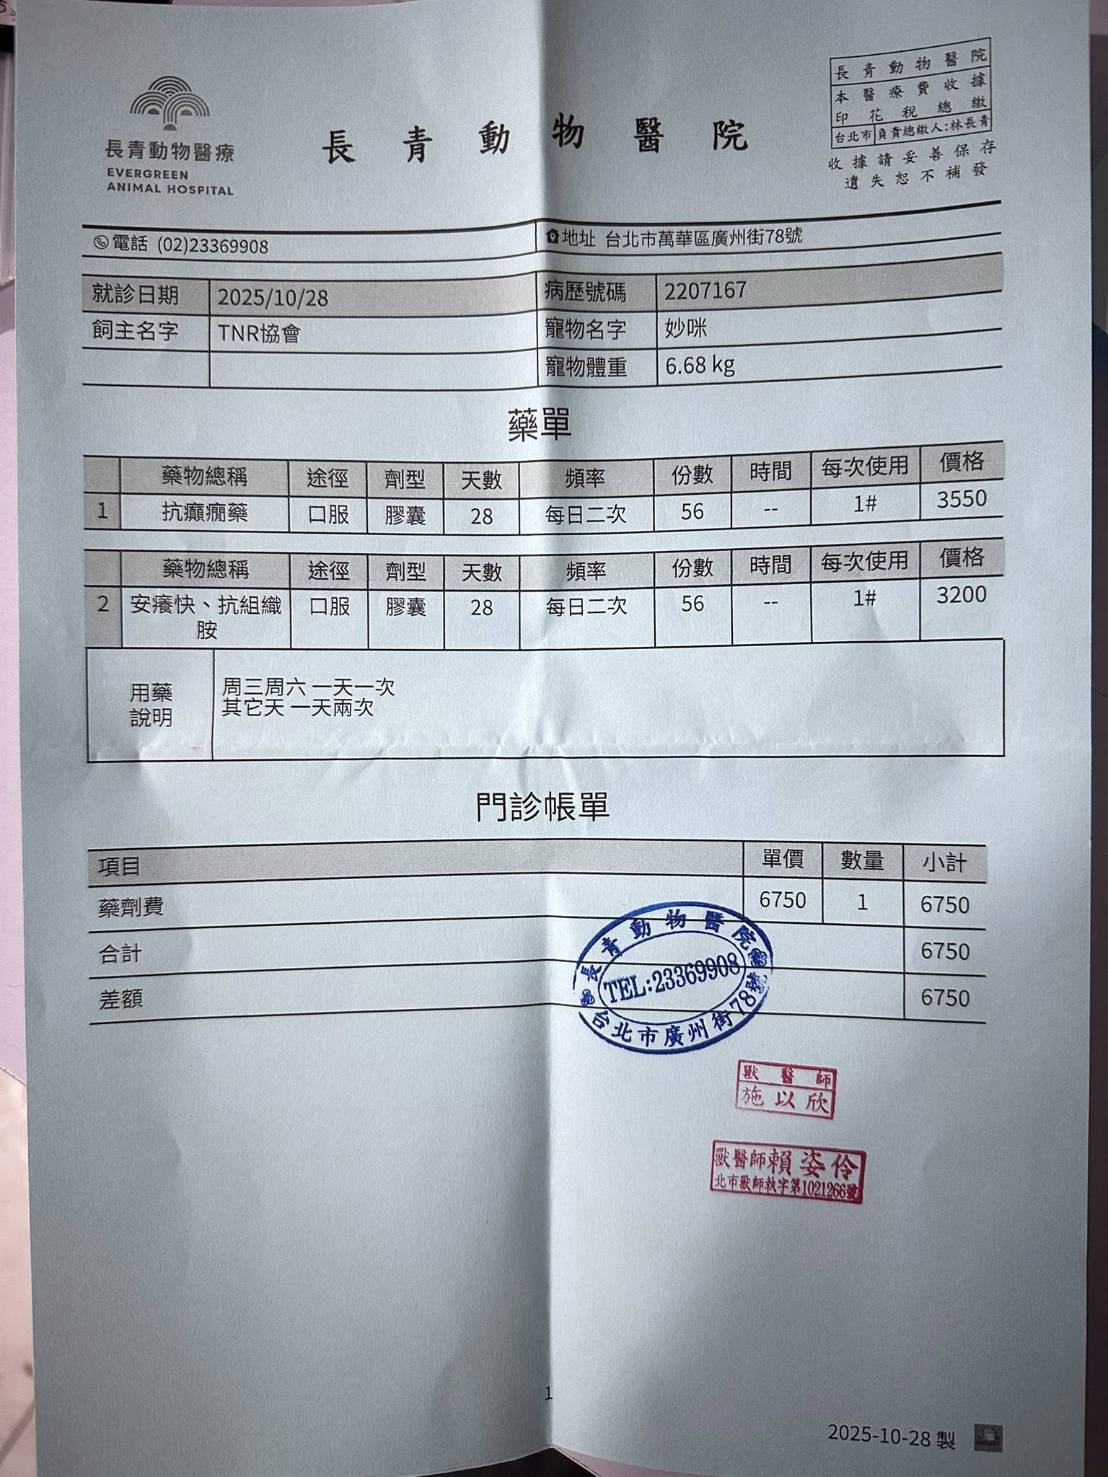 長青動物醫療
EVERGREEN
ANIMAL HOSPITAL
長青動物醫院
長青動物醫院
本醫療費收據
印花稅總繳
台北市 負責總繳人:林長青
收據請妥善保存
遺失恕不補發
電話 (02)23369908 地址 台北市萬華區廣州街78號
就診日期 2025/10/28 病歷號碼 2207167
飼主名字 TNR協會 寵物名字 妙咪
寵物體重 6.68 kg
藥單
藥物總稱 途徑 劑型 天數 頻率 份數 時間 每次使用 價格
1 抗癲癇藥 口服 膠囊 28 每日二次 56 -- 1# 3550
藥物總稱 途徑 劑型 天數 頻率 份數 時間 每次使用 價格
2 安癢快、抗組織胺 口服 膠囊 28 每日二次 56 -- 1# 3200
用藥說明 周三周六 一天一次
其它天 一天兩次
門診帳單
項目 單價 數量 小計
藥劑費 6750 1 6750
合計 6750
差額 6750
長青動物醫院
TEL:23369908
台北市廣州街78號
獸醫師
施以欣
獸醫師賴姿伶
北市獸師執字第1021266號
1
2025-10-28 製